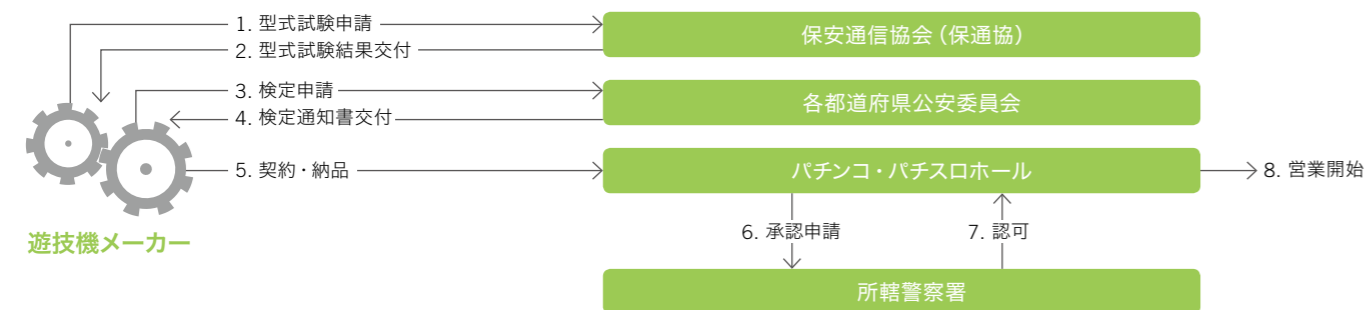 1. 型式試験申請
保安通信協会(保通協)
2. 型式試験結果交付
3. 検定申請
各都道府県公安委員会
4. 検定通知書交付
5. 契約・納品
パチンコ・パチスロホール
8. 営業開始
6. 承認申請
7. 認可
遊技機メーカー
所轄警察署